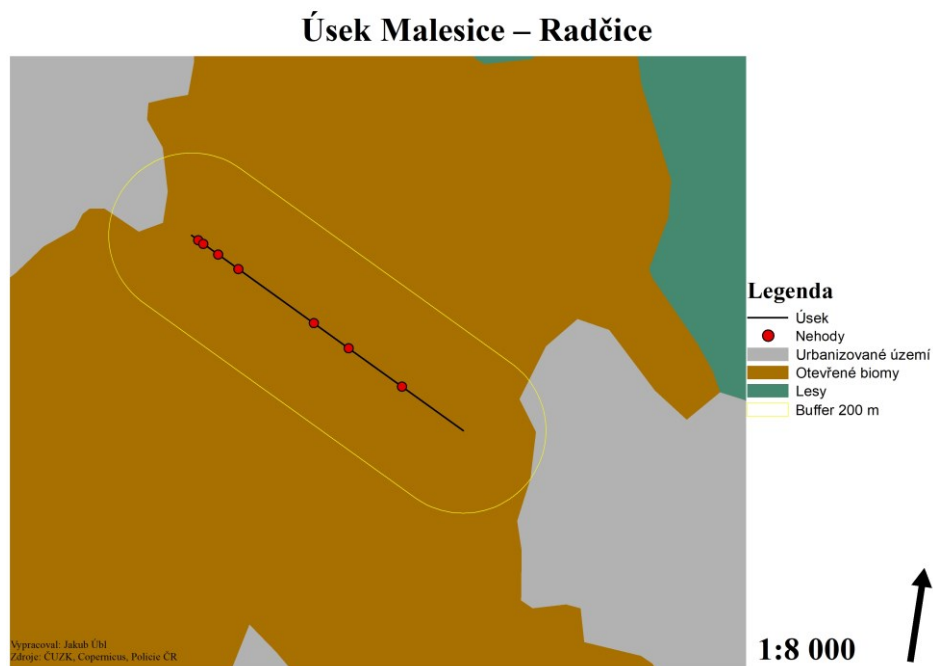 Úsek Malesice – Radčice
Legenda
Úsek
Nehody
Urbanizované území
Otevřené biomy
Lesy
Buffer 200 m
Vypracoval: Jakub Übl
Zdroje: ČUZK, Copernicus, Policie ČR
1:8 000